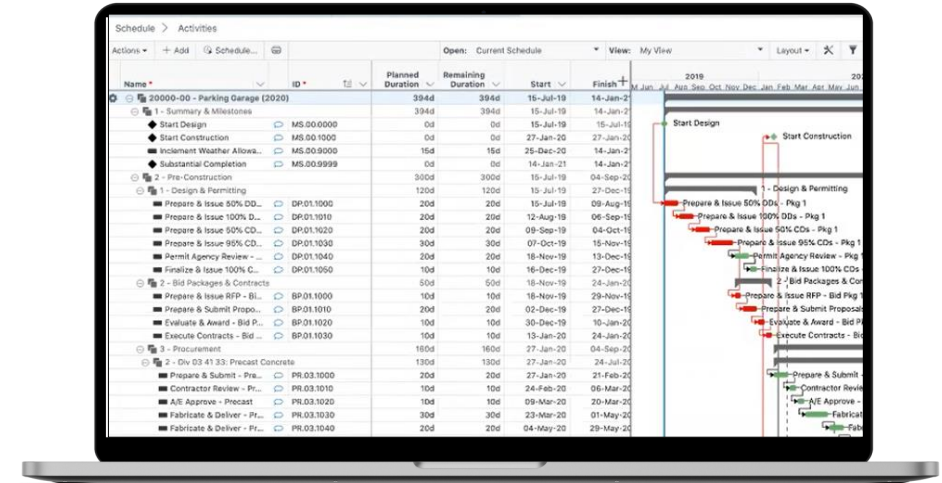 Schedule > Activities
Actions + Add Schedule... Open: Current Schedule View: My View Layout
Name * ID * Planned Duration Remaining Duration Start Finish 2019
M Jun Jul Aug Sep Oct Nov Dec Jan Feb Mar Apr May Jun
20000-00 - Parking Garage (2020) 394d 394d 15-Jul-19 14-Jan-2
1 - Summary & Milestones 394d 394d 15-Jul-19 14-Jan-2
Start Design MS.00.0000 0d 0d 15-Jul-19 15-Jul-1 Start Design
Start Construction MS.00.1000 0d 0d 27-Jan-20 27-Jan-20 Start Construction
Inclement Weather Allowa... MS.00.9000 15d 15d 25-Dec-20 14-Jan-2
Substantial Completion MS.00.9999 0d 0d 14-Jan-21 14-Jan-2
2 - Pre-Construction 300d 300d 15-Jul-19 04-Sep-20
1 - Design & Permitting 120d 120d 15-Jul-19 27-Dec-19 1 - Design & Permitting
Prepare & Issue 50% D... DP.01.1000 20d 20d 15-Jul-19 09-Aug-19 Prepare & Issue 50% DDs - Pkg 1
Prepare & Issue 100% D... DP.01.1010 20d 20d 12-Aug-19 06-Sep-19 Prepare & Issue 100% DDs - Pkg 1
Prepare & Issue 50% CD... DP.01.1020 20d 20d 09-Sep-19 04-Oct-19 Prepare & Issue 50% CDs - Pkg 1
Prepare & Issue 95% CD... DP.01.1030 30d 30d 07-Oct-19 15-Nov-19 Prepare & Issue 95% CDs - Pkg 1
Permit Agency Review - ... DP.01.1040 20d 20d 18-Nov-19 13-Dec-19 Permit Agency Review - Pkg 1
Finalize & Issue 100% C... DP.01.1050 10d 10d 16-Dec-19 27-Dec-19 Finalize & Issue 100% CDs
2 - Bid Packages & Contracts 50d 50d 18-Nov-19 24-Jan-20 2 - Bid Packages & Contracts
Prepare & Issue RFP - Bi... BP.01.1000 10d 10d 18-Nov-19 29-Nov-19 Prepare & Issue RFP - Bid Pkg 1
Prepare & Submit Propo... BP.01.1010 20d 20d 02-Dec-19 27-Dec-19 Prepare & Submit Proposals
Evaluate & Award - Bid P... BP.01.1020 10d 10d 30-Dec-19 10-Jan-20 Evaluate & Award - Bid P
Execute Contracts - Bid... BP.01.1030 10d 10d 13-Jan-20 24-Jan-20 Execute Contracts - Bid
3 - Procurement 160d 160d 27-Jan-20 04-Sep-20
2 - Div 03 41 33: Precast Concrete 130d 130d 27-Jan-20 24-Jul-20
Prepare & Submit - Pre... PR.03.1000 20d 20d 27-Jan-20 21-Feb-20 Prepare & Submit -
Contractor Review - Pr... PR.03.1010 10d 10d 24-Feb-20 06-Mar-20 Contractor Revie
A/E Approve - Precast PR.03.1020 10d 10d 09-Mar-20 20-Mar-20 A/E Approve -
Fabricate & Deliver - Pr... PR.03.1030 30d 30d 23-Mar-20 01-May-20 Fabricat
Fabricate & Deliver - Pr... PR.03.1040 20d 20d 04-May-20 29-May-20 Fab